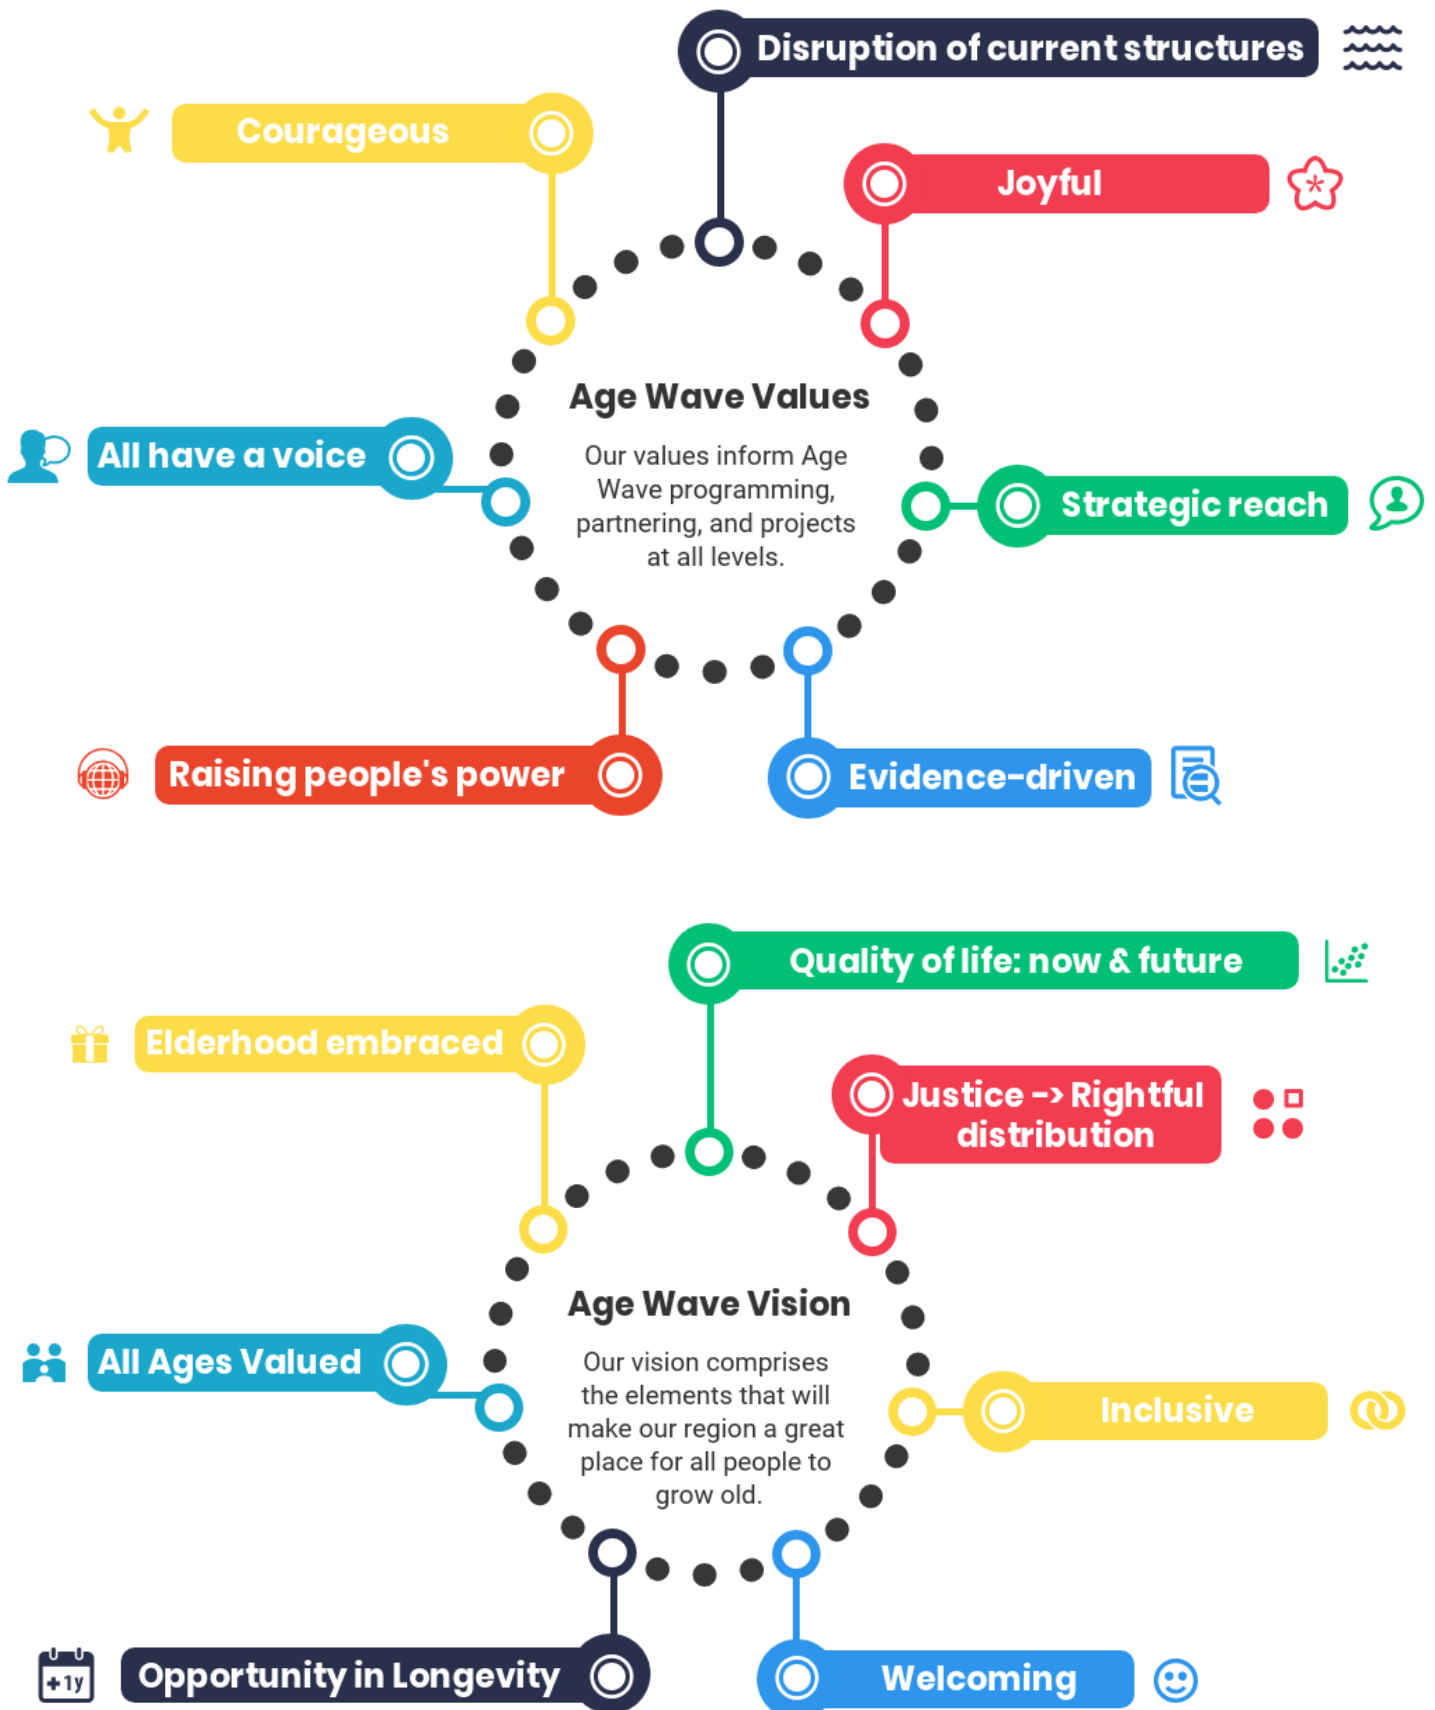 Disruption of current structures
Courageous
Joyful
Age Wave Values
Our values inform Age
Wave programming,
partnering, and projects
at all levels.
All have a voice
Strategic reach
Raising people's power
Evidence-driven
Quality of life: now & future
Elderhood embraced
Justice -> Rightful
distribution
Age Wave Vision
Our vision comprises
the elements that will
make our region a great
place for all people to
grow old.
All Ages Valued
Inclusive
+1y
Opportunity in Longevity
Welcoming